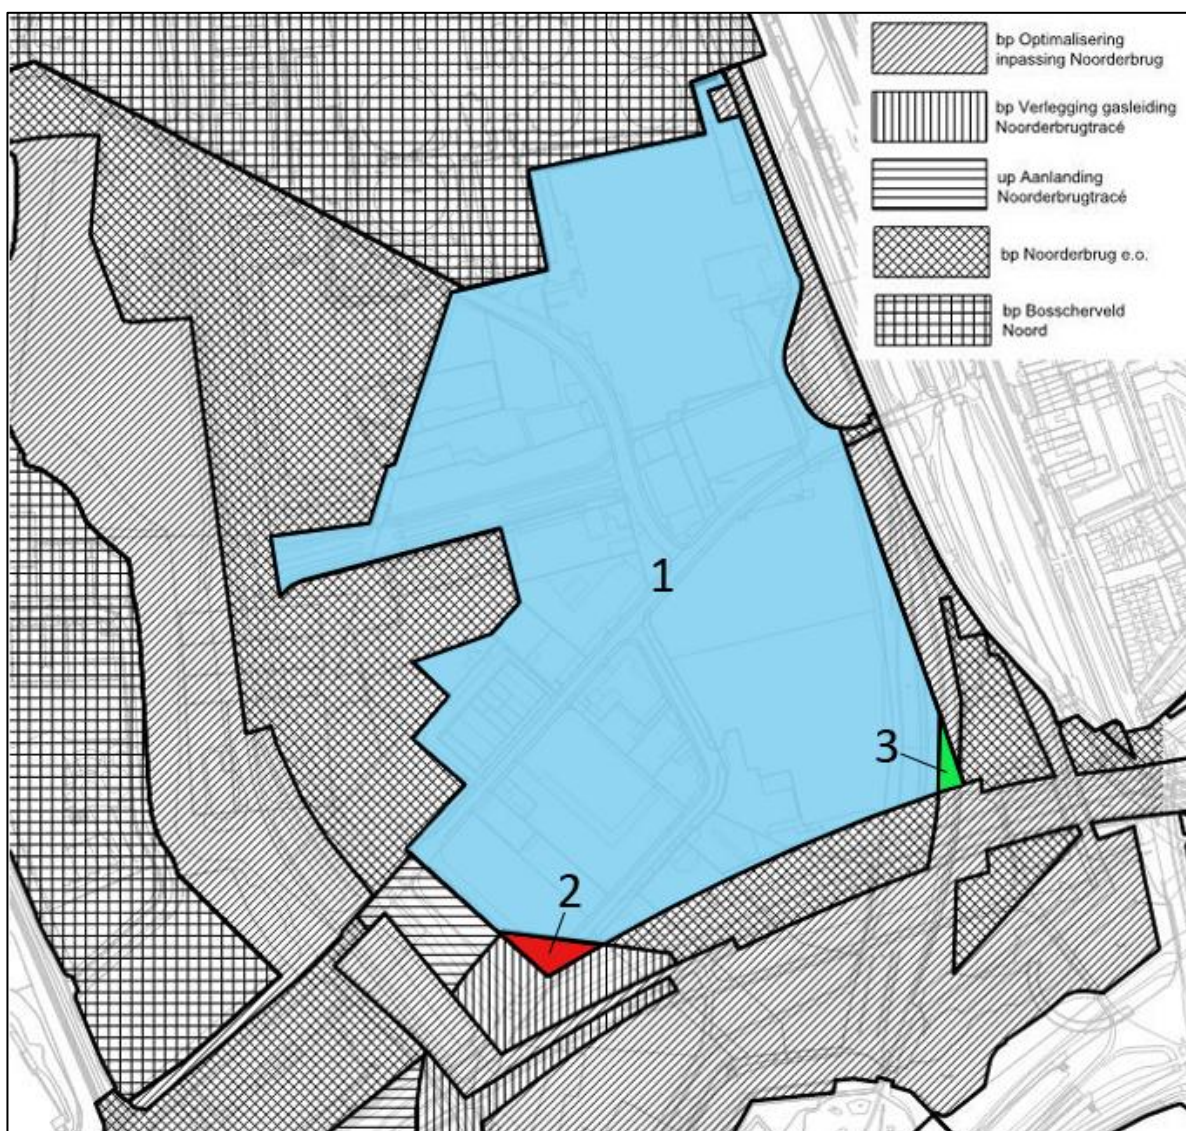 bp Optimalisering
inpassing Noorderbrug
bp Verlegging gasleiding
Noorderbrugtracé
up Aanlanding
Noorderbrugtracé
bp Noorderbrug e.o.
bp Bosscherveld
Noord
1
3
2